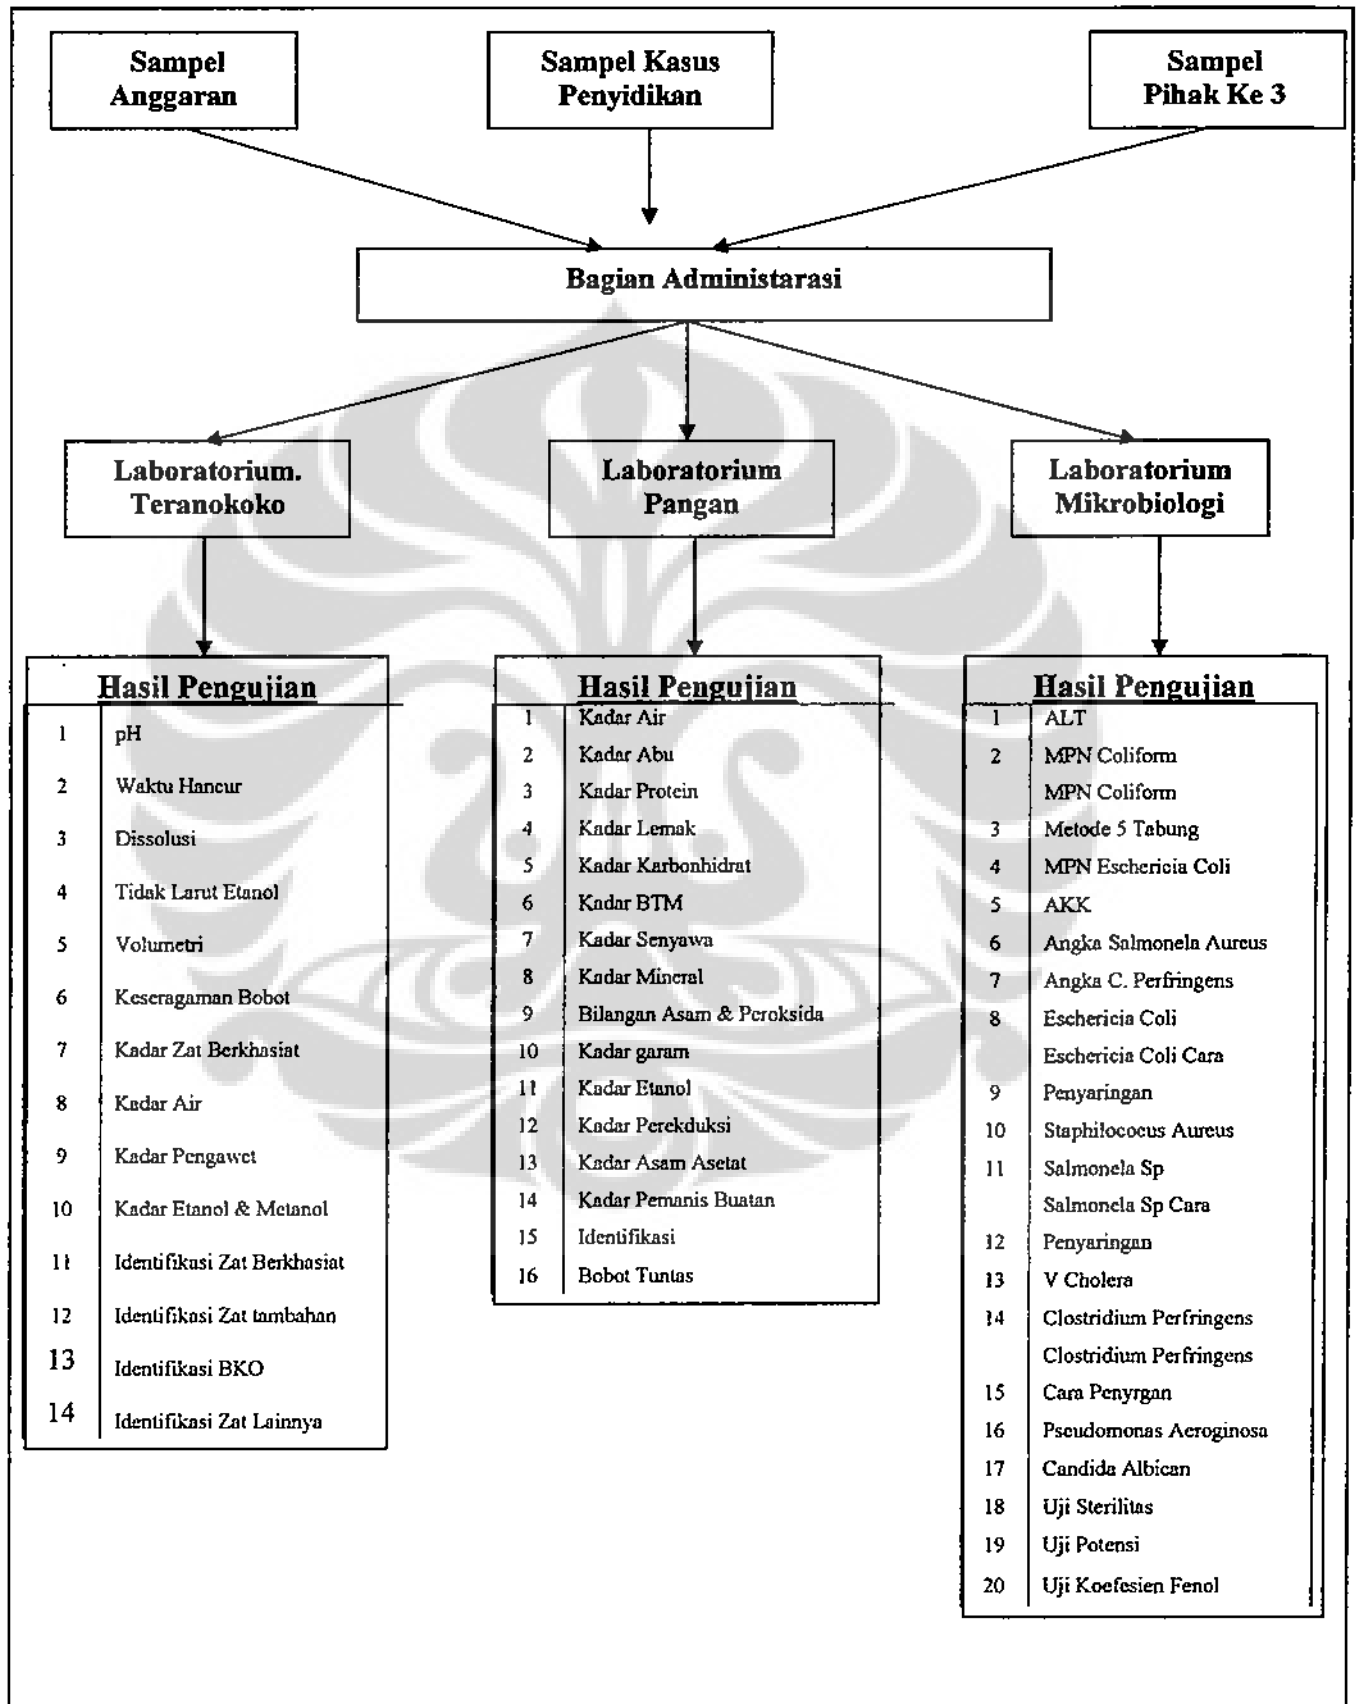 Sampel
Anggaran
Sampel Kasus
Penyidikan
Sampel
Pihak Ke 3
Bagian Administarasi
Laboratorium.
Teranokoko
Laboratorium
Pangan
Laboratorium
Mikrobiologi
Hasil Pengujian
1 pH
2 Waktu Hancur
3 Dissolusi
4 Tidak Larut Etanol
5 Volumetri
6 Keseragaman Bobot
7 Kadar Zat Berkhasiat
8 Kadar Air
9 Kadar Pengawet
10 Kadar Etanol & Metanol
11 Identifikasi Zat Berkhasiat
12 Identifikasi Zat tambahan
13 Identifikasi BKO
14 Identifikasi Zat Lainnya
Hasil Pengujian
1 Kadar Air
2 Kadar Abu
3 Kadar Protein
4 Kadar Lemak
5 Kadar Karbonhidrat
6 Kadar BTM
7 Kadar Senyawa
8 Kadar Mineral
9 Bilangan Asam & Peroksida
10 Kadar garam
11 Kadar Etanol
12 Kadar Perekduksi
13 Kadar Asam Asetat
14 Kadar Pemanis Buatan
15 Identifikasi
16 Bobot Tuntas
Hasil Pengujian
1 ALT
2 MPN Coliform
MPN Coliform
3 Metode 5 Tabung
4 MPN Eschericia Coli
5 AKK
6 Angka Salmonela Aureus
7 Angka C. Perfringens
8 Eschericia Coli
Eschericia Coli Cara
9 Penyaringan
10 Staphilococus Aureus
11 Salmonela Sp
Salmonela Sp Cara
12 Penyaringan
13 V Cholera
14 Clostridium Perfringens
Clostridium Perfringens
15 Cara Penyrgan
16 Pseudomonas Aeroginosa
17 Candida Albican
18 Uji Sterilitas
19 Uji Potensi
20 Uji Koefesien Fenol